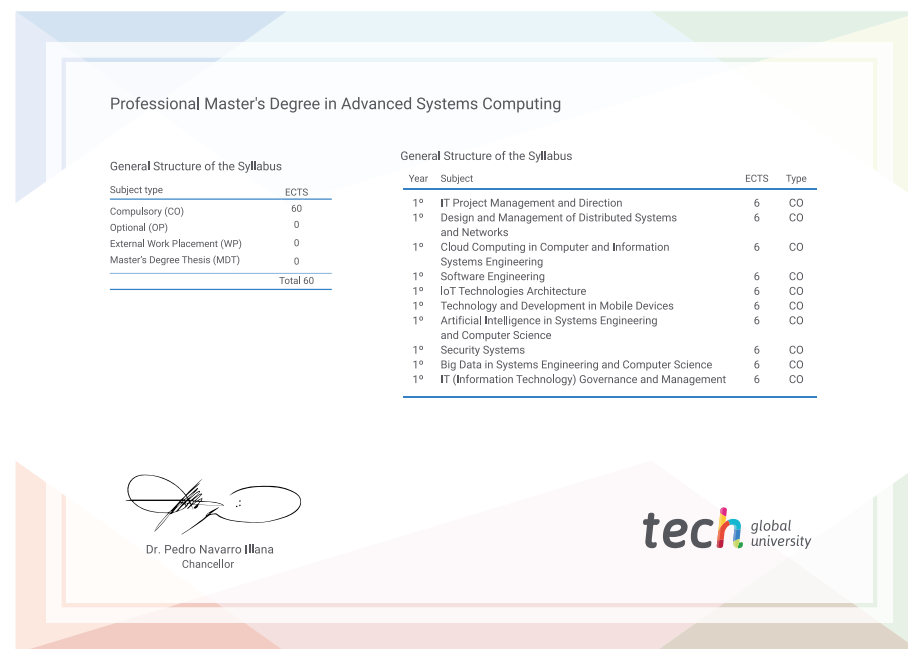 Professional Master's Degree in Advanced Systems Computing
General Structure of the Syllabus
Subject type ECTS
Compulsory (CO) 60
Optional (OP) 0
External Work Placement (WP) 0
Master's Degree Thesis (MDT) 0
Total 60
General Structure of the Syllabus
Year Subject ECTS Type
1º IT Project Management and Direction 6 CO
1º Design and Management of Distributed Systems 6 CO
and Networks
1º Cloud Computing in Computer and Information 6 CO
Systems Engineering
1º Software Engineering 6 CO
1º IoT Technologies Architecture 6 CO
1º Technology and Development in Mobile Devices 6 CO
1º Artificial Intelligence in Systems Engineering 6 CO
and Computer Science
1º Security Systems 6 CO
1º Big Data in Systems Engineering and Computer Science 6 CO
1º IT (Information Technology) Governance and Management 6 CO
Dr. Pedro Navarro Illana
Chancellor
tech global
university